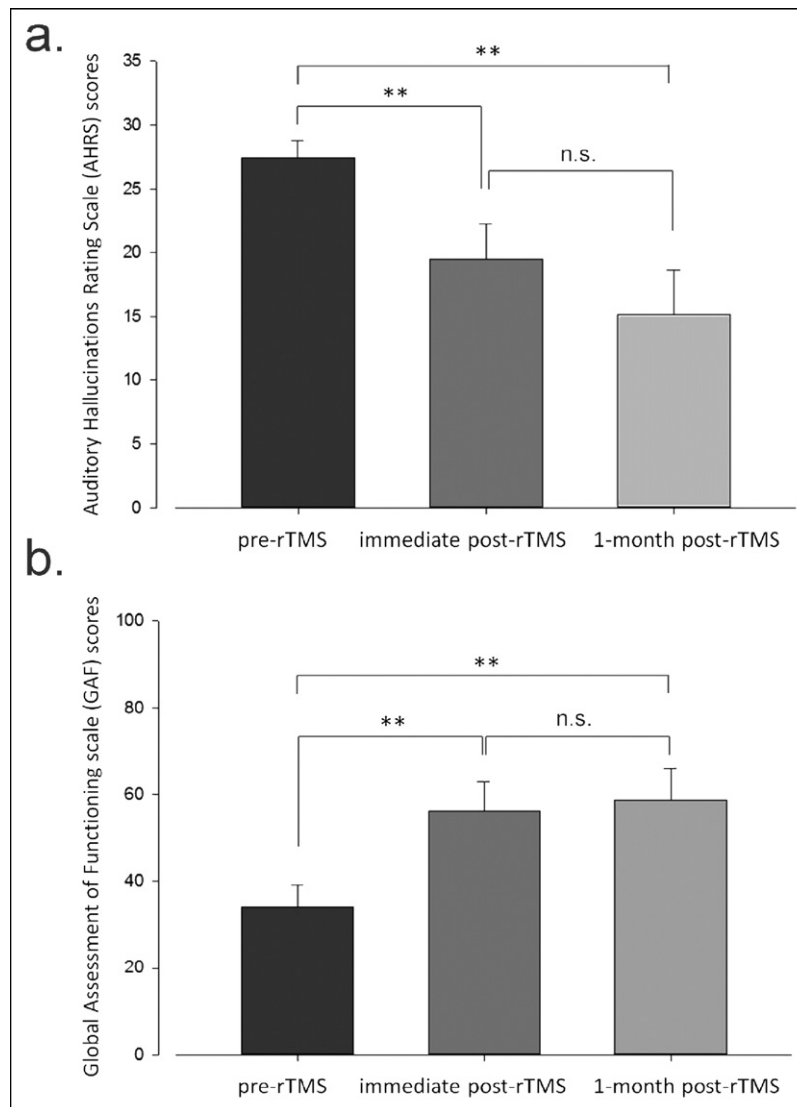 a.
Auditory Hallucinations Rating Scale (AHRS) scores
35
30
25
20
15
10
5
0
**
**
n.s.
pre-rTMS
immediate post-rTMS
1-month post-rTMS
b.
Global Assessment of Functioning scale (GAF) scores
100
80
60
40
20
0
**
**
n.s.
pre-rTMS
immediate post-rTMS
1-month post-rTMS